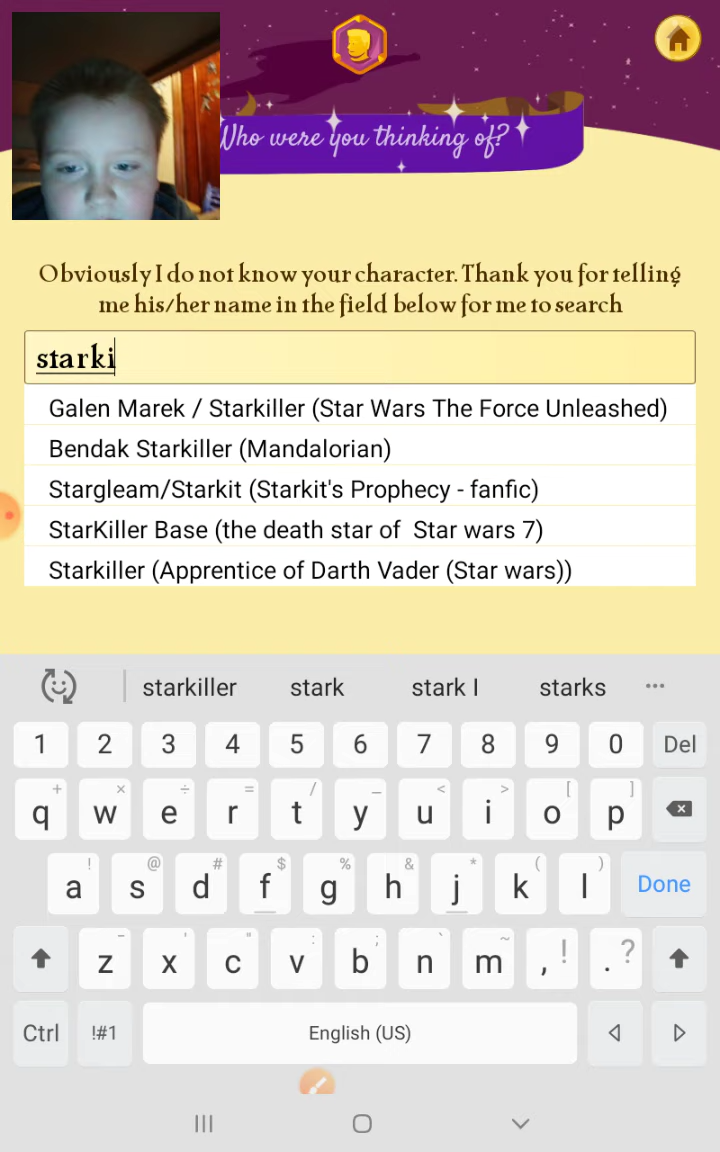 Who were you thinking of?
Obviously I do not know your character. Thank you for telling
me his/her name in the field below for me to search
starki
Galen Marek / Starkiller (Star Wars The Force Unleashed)
Bendak Starkiller (Mandalorian)
Stargleam/Starkit (Starkit's Prophecy - fanfic)
StarKiller Base (the death star of  Star wars 7)
Starkiller (Apprentice of Darth Vader (Star wars))
starkiller stark stark I starks ...
1 2 3 4 5 6 7 8 9 0 Del
+ × ÷ = / _ < > [ ]
q w e r t y u i o p
! @ # $ % & * ( )
a s d f g h j k l Done
- ' " : ; ` ~ ! ?
z x c v b n m , .
Ctrl !#1 English (US)